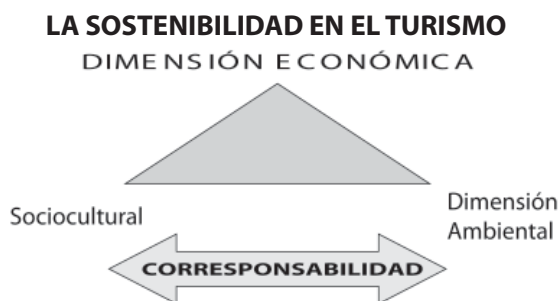 LA SOSTENIBILIDAD EN EL TURISMO
DIMENSIÓN ECONÓMICA
Sociocultural
Dimensión
Ambiental
CORRESPONSABILIDAD